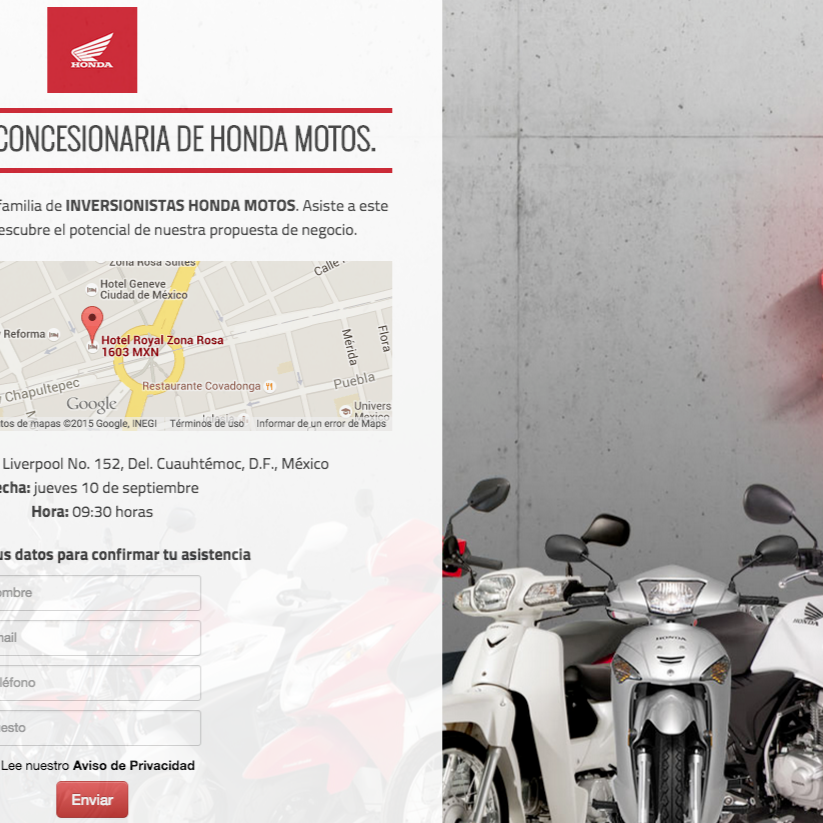 HONDA
CONCESIONARIA DE HONDA MOTOS.
familia de INVERSIONISTAS HONDA MOTOS. Asiste a este
escubre el potencial de nuestra propuesta de negocio.
Zona Rosa Suites
Calle
Hotel Geneve
Ciudad de México
Reforma
Hotel Royal Zona Rosa
1603 MXN
Mérida
Flora
Chapultepec
Restaurante Covadonga
Puebla
Google
Univers
México
Iglesia
tos de mapas ©2015 Google, INEGI Términos de uso Informar de un error de Maps
Liverpool No. 152, Del. Cuauhtémoc, D.F., México
echa: jueves 10 de septiembre
Hora: 09:30 horas
us datos para confirmar tu asistencia
ombre
nail
léfono
esto
Lee nuestro Aviso de Privacidad
Enviar
HONDA
HONDA